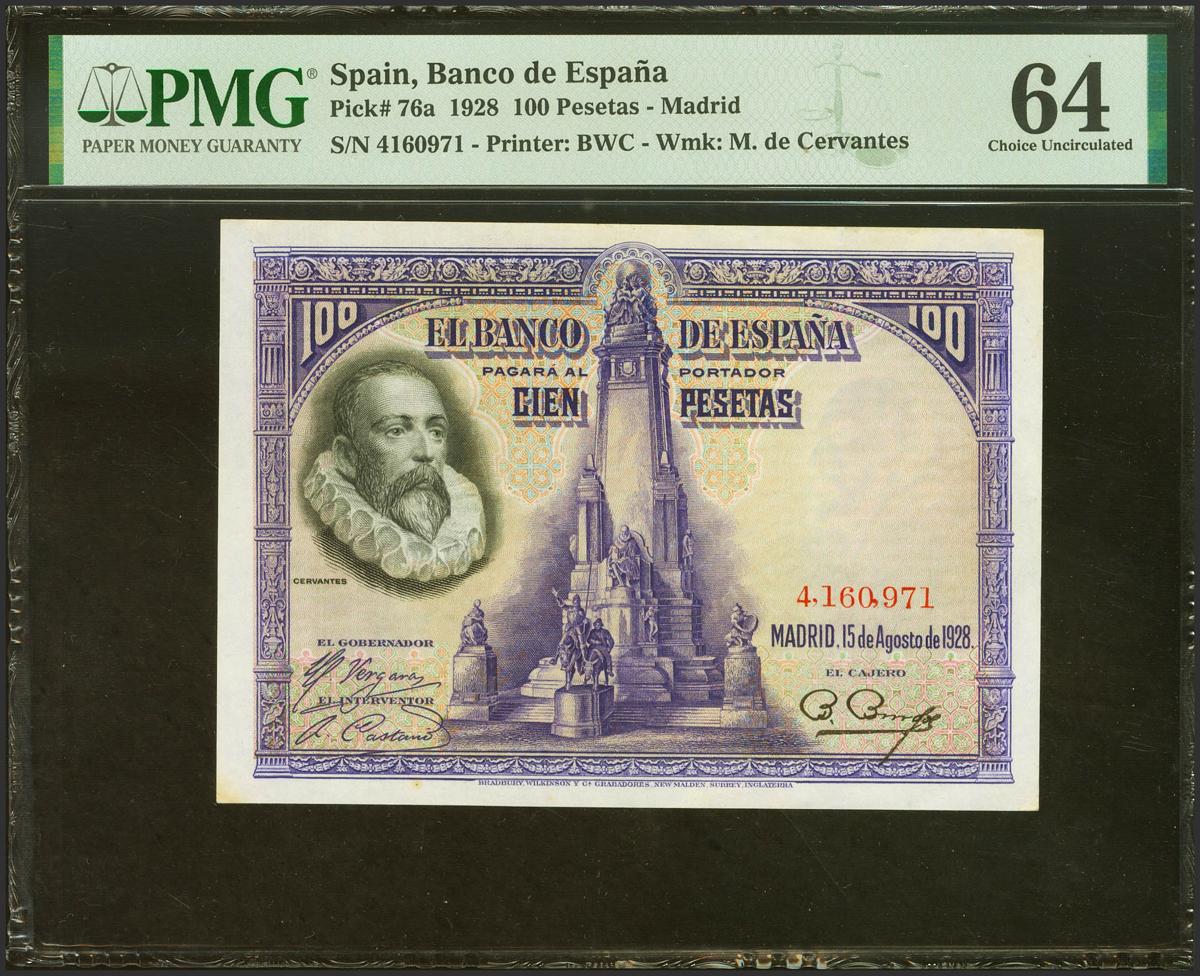 PMG®
PAPER MONEY GUARANTY
Spain, Banco de España
Pick# 76a 1928 100 Pesetas - Madrid
S/N 4160971 - Printer: BWC - Wmk: M. de Cervantes
64
Choice Uncirculated
100 100
EL BANCO DE ESPAÑA
PAGARÁ AL PORTADOR
CIEN PESETAS
CERVANTES
4,160,971
MADRID, 15 de Agosto de 1928.
EL GOBERNADOR
Vergara
EL INTERVENTOR
A. Castaño
EL CAJERO
BRADBURY, WILKINSON Y Cª GRABADORES, NEW MALDEN, SURREY, INGLATERRA